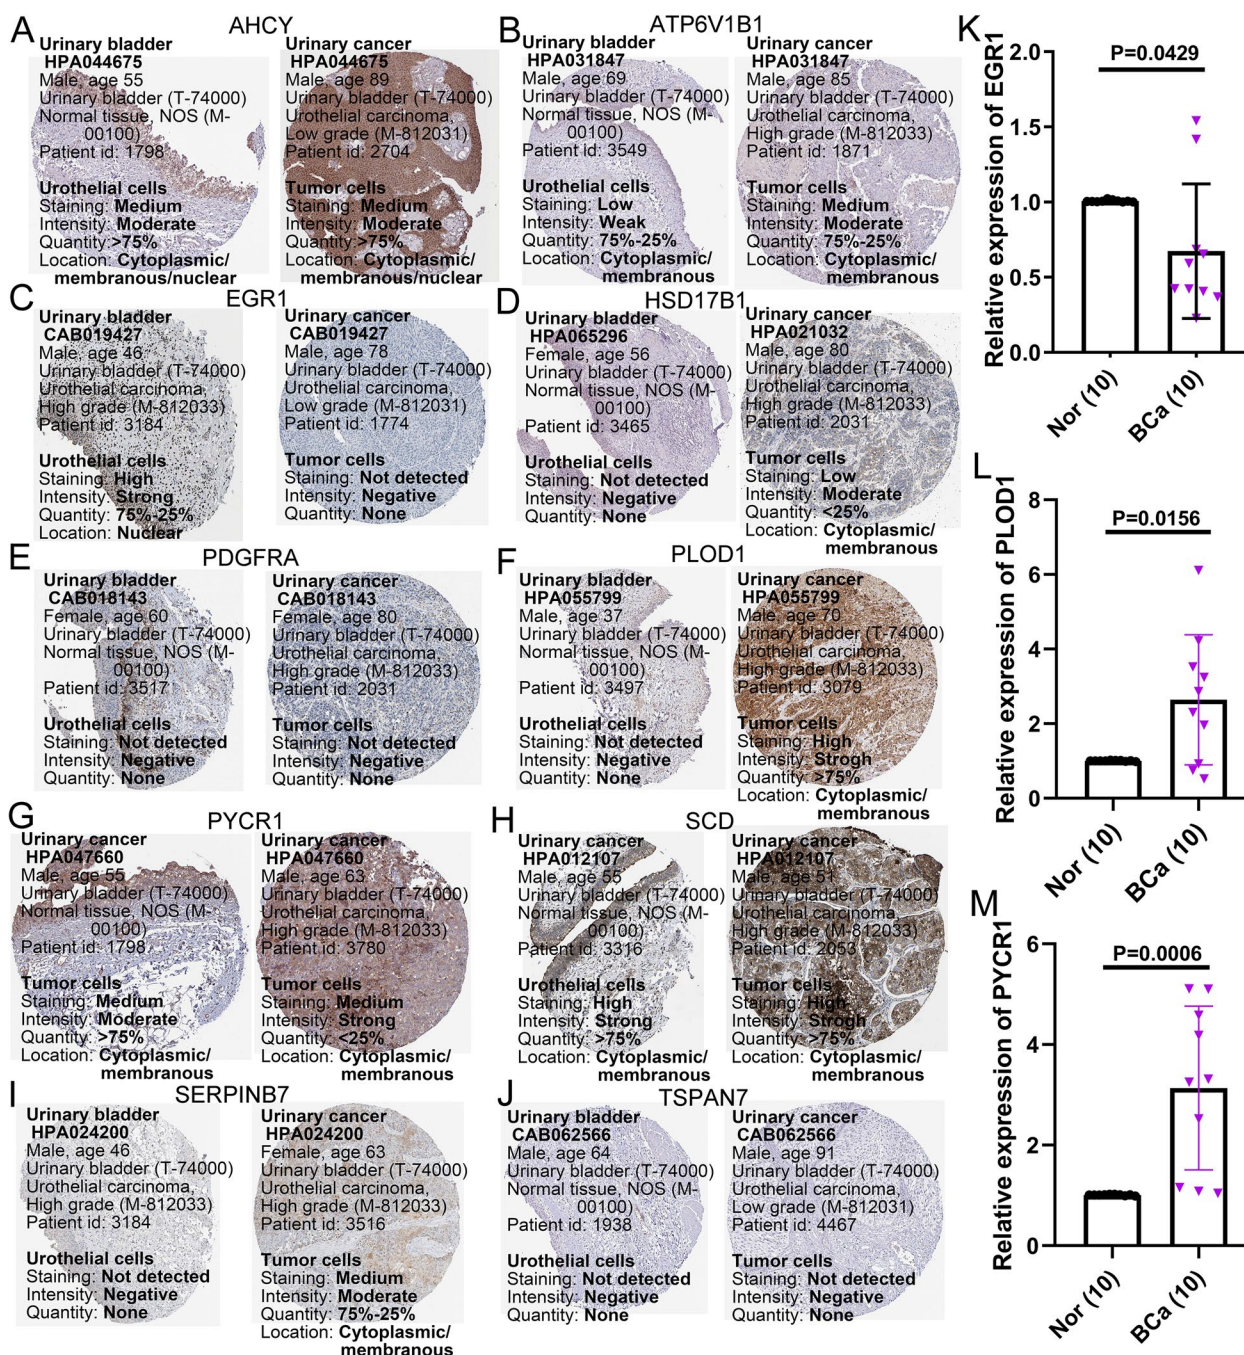 A
AHCY
Urinary bladder
HPA044675
Male, age 55
Urinary bladder (T-74000)
Normal tissue, NOS (M-
00100)
Patient id: 1798
Urothelial cells
Staining: Medium
Intensity: Moderate
Quantity:>75%
Location: Cytoplasmic/
membranous/nuclear
Urinary cancer
HPA044675
Male, age 89
Urinary bladder (T-74000)
Urothelial carcinoma,
Low grade (M-812031)
Patient id: 2704
Tumor cells
Staining: Medium
Intensity: Moderate
Quantity: >75%
Location: Cytoplasmic/
membranous/nuclear
B
ATP6V1B1
Urinary bladder
HPA031847
Male, age 69
Urinary bladder (T-74000)
Normal tissue, NOS (M-
00100)
Patient id: 3549
Urothelial cells
Staining: Low
Intensity: Weak
Quantity: 75%-25%
Location: Cytoplasmic/
membranous
Urinary cancer
HPA031847
Male, age 85
Urinary bladder (T-74000)
Urothelial carcinoma,
High grade (M-812033)
Patient id: 1871
Tumor cells
Staining: Medium
Intensity: Moderate
Quantity: 75%-25%
Location: Cytoplasmic/
membranous
C
EGR1
Urinary bladder
CAB019427
Male, age 46
Urinary bladder (T-74000)
Urothelial carcinoma,
High grade (M-812033)
Patient id: 3184
Urothelial cells
Staining: High
Intensity: Strong
Quantity: 75%-25%
Location: Nuclear
Urinary cancer
CAB019427
Male, age 78
Urinary bladder (T-74000)
Urothelial carcinoma,
Low grade (M-812031)
Patient id: 1774
Tumor cells
Staining: Not detected
Intensity: Negative
Quantity: None
D
HSD17B1
Urinary bladder
HPA065296
Female, age 56
Urinary bladder (T-74000)
Normal tissue, NOS (M-
00100)
Patient id: 3465
Urothelial cells
Staining: Not detected
Intensity: Negative
Quantity: None
Urinary cancer
HPA021032
Male, age 80
Urinary bladder (T-74000)
Urothelial carcinoma,
High grade (M-812033)
Patient id: 2031
Tumor cells
Staining: Low
Intensity: Moderate
Quantity: <25%
Location: Cytoplasmic/
membranous
E
PDGFRA
Urinary bladder
CAB018143
Female, age 60
Urinary bladder (T-74000)
Normal tissue, NOS (M-
00100)
Patient id: 3517
Urothelial cells
Staining: Not detected
Intensity: Negative
Quantity: None
Urinary cancer
CAB018143
Female, age 80
Urinary bladder (T-74000)
Urothelial carcinoma,
High grade (M-812033)
Patient id: 2031
Tumor cells
Staining: Not detected
Intensity: Negative
Quantity: None
F
PLOD1
Urinary bladder
HPA055799
Male, age 37
Urinary bladder (T-74000)
Normal tissue, NOS (M-
00100)
Patient id: 3497
Urothelial cells
Staining: Not detected
Intensity: Negative
Quantity: None
Urinary cancer
HPA055799
Male, age 70
Urinary bladder (T-74000)
Urothelial carcinoma,
High grade (M-812033)
Patient id: 3079
Tumor cells
Staining: High
Intensity: Strogh
Quantity: >75%
Location: Cytoplasmic/
membranous
G
PYCR1
Urinary cancer
HPA047660
Male, age 55
Urinary bladder (T-74000)
Normal tissue, NOS (M-
00100)
Patient id: 1798
Tumor cells
Staining: Medium
Intensity: Moderate
Quantity: >75%
Location: Cytoplasmic/
membranous
Urinary cancer
HPA047660
Male, age 63
Urinary bladder (T-74000)
Urothelial carcinoma,
High grade (M-812033)
Patient id: 3780
Tumor cells
Staining: Medium
Intensity: Strong
Quantity: <25%
Location: Cytoplasmic/
membranous
H
SCD
Urinary cancer
HPA012107
Male, age 55
Urinary bladder (T-74000)
Normal tissue, NOS (M-
00100)
Patient id: 3316
Urothelial cells
Staining: High
Intensity: Strong
Quantity: >75%
Location: Cytoplasmic/
membranous
Urinary cancer
HPA012107
Male, age 51
Urinary bladder (T-74000)
Urothelial carcinoma,
High grade (M-812033)
Patient id: 2053
Tumor cells
Staining: High
Intensity: Strogh
Quantity: >75%
Location: Cytoplasmic/
membranous
I
SERPINB7
Urinary bladder
HPA024200
Male, age 46
Urinary bladder (T-74000)
Urothelial carcinoma,
High grade (M-812033)
Patient id: 3184
Urothelial cells
Staining: Not detected
Intensity: Negative
Quantity: None
Urinary cancer
HPA024200
Female, age 63
Urinary bladder (T-74000)
Urothelial carcinoma,
High grade (M-812033)
Patient id: 3516
Tumor cells
Staining: Medium
Intensity: Moderate
Quantity: 75%-25%
Location: Cytoplasmic/
membranous
J
TSPAN7
Urinary bladder
CAB062566
Male, age 64
Urinary bladder (T-74000)
Normal tissue, NOS (M-
00100)
Patient id: 1938
Urothelial cells
Staining: Not detected
Intensity: Negative
Quantity: None
Urinary cancer
CAB062566
Male, age 91
Urinary bladder (T-74000)
Urothelial carcinoma,
Low grade (M-812031)
Patient id: 4467
Tumor cells
Staining: Not detected
Intensity: Negative
Quantity: None
K
Relative expression of EGR1
2.0
1.5
1.0
0.5
0.0
P=0.0429
Nor (10)
BCa (10)
L
Relative expression of PLOD1
8
6
4
2
0
P=0.0156
Nor (10)
BCa (10)
M
Relative expression of PYCR1
6
4
2
0
P=0.0006
Nor (10)
BCa (10)